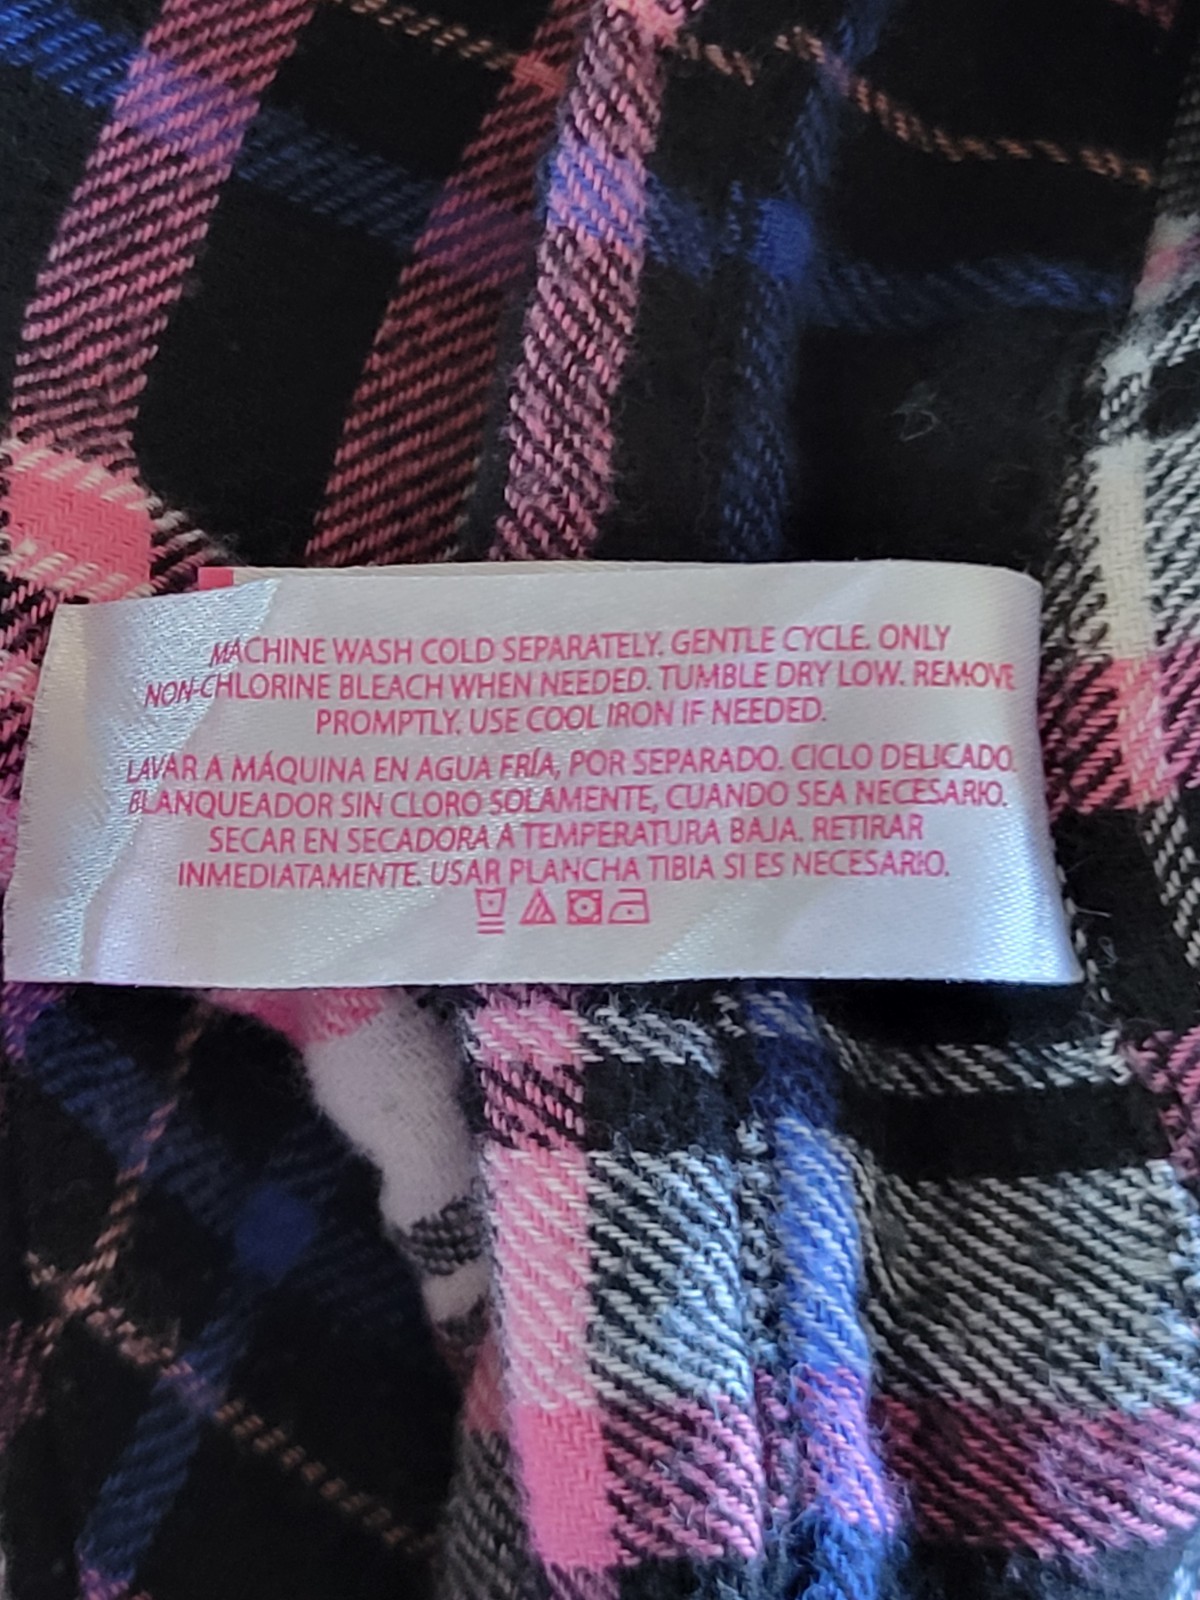 MACHINE WASH COLD SEPARATELY. GENTLE CYCLE. ONLY
NON-CHLORINE BLEACH WHEN NEEDED. TUMBLE DRY LOW. REMOVE
PROMPTLY. USE COOL IRON IF NEEDED.
LAVAR A MÁQUINA EN AGUA FRÍA, POR SEPARADO. CICLO DELICADO.
BLANQUEADOR SIN CLORO SOLAMENTE, CUANDO SEA NECESARIO.
SECAR EN SECADORA A TEMPERATURA BAJA. RETIRAR
INMEDIATAMENTE. USAR PLANCHA TIBIA SI ES NECESARIO.